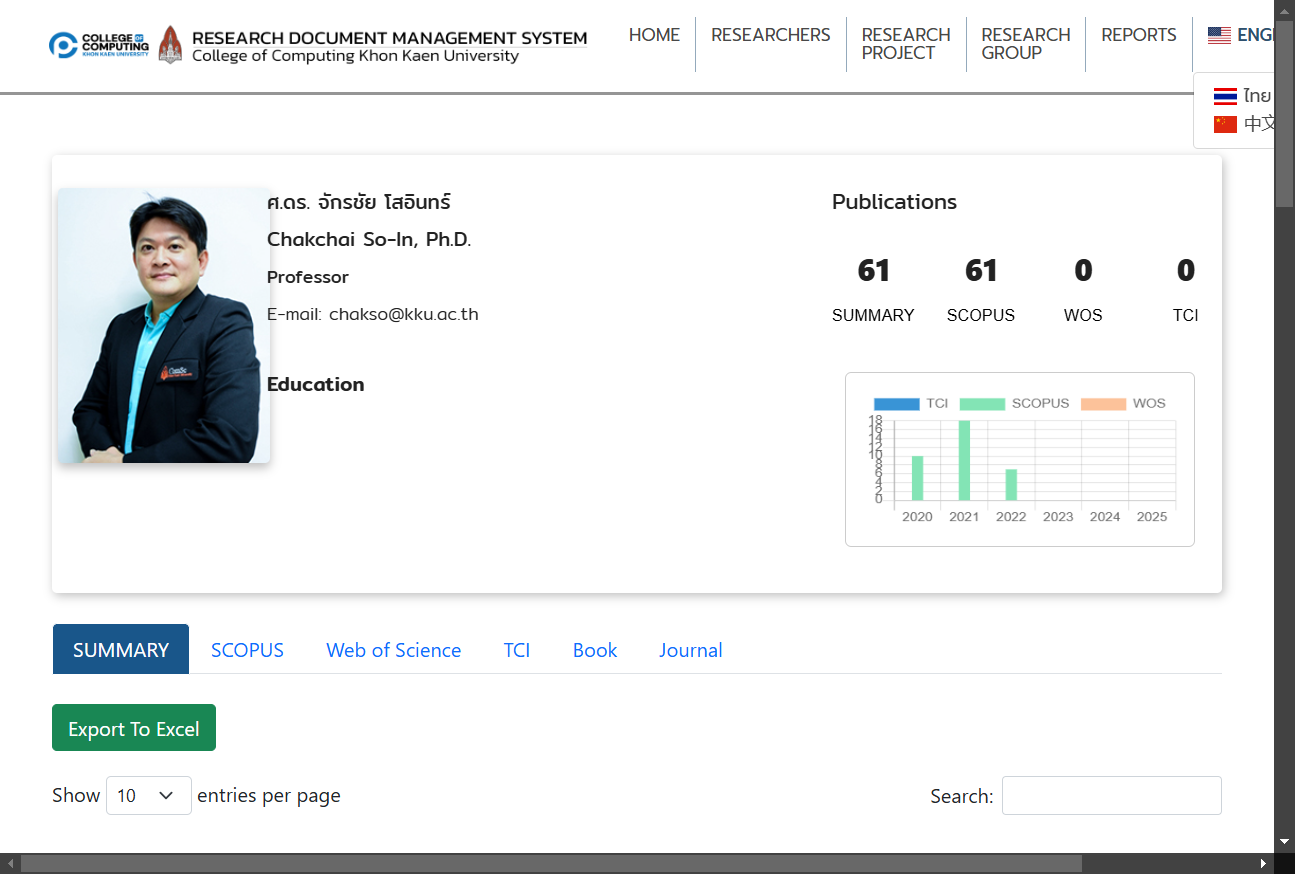 COLLEGE OF
COMPUTING
KHON KAEN UNIVERSITY
RESEARCH DOCUMENT MANAGEMENT SYSTEM
College of Computing Khon Kaen University
HOME
RESEARCHERS
RESEARCH
PROJECT
RESEARCH
GROUP
REPORTS
ENG
ไทย
中文
ศ.ดร. จักรชัย โสอินทร์
Chakchai So-In, Ph.D.
Professor
E-mail: chakso@kku.ac.th
Education
Publications
61
61
0
0
SUMMARY
SCOPUS
WOS
TCI
TCI
SCOPUS
WOS
18
16
14
12
10
8
6
4
2
0
2020
2021
2022
2023
2024
2025
SUMMARY
SCOPUS
Web of Science
TCI
Book
Journal
Export To Excel
Show 10 entries per page
Search: